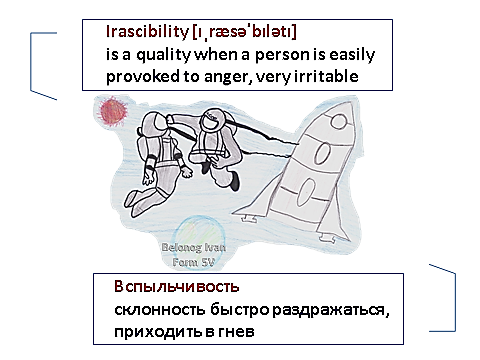 Irascibility [ɪˌræsəˈbɪlətɪ]
is a quality when a person is easily
provoked to anger, very irritable
Belonog Ivan
Form 5V
Вспыльчивость
склонность быстро раздражаться,
приходить в гнев